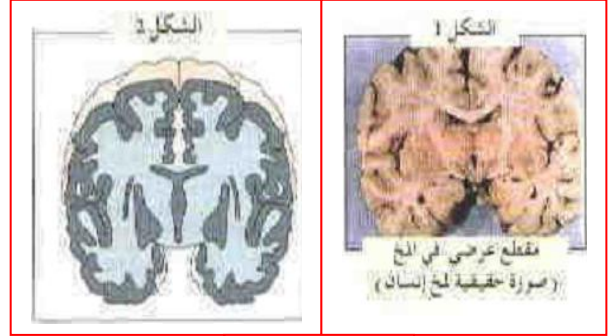 الشكل 1
مقطع عرضي في المخ
(صورة حقيقية لمخ إنسان)
الشكل 2